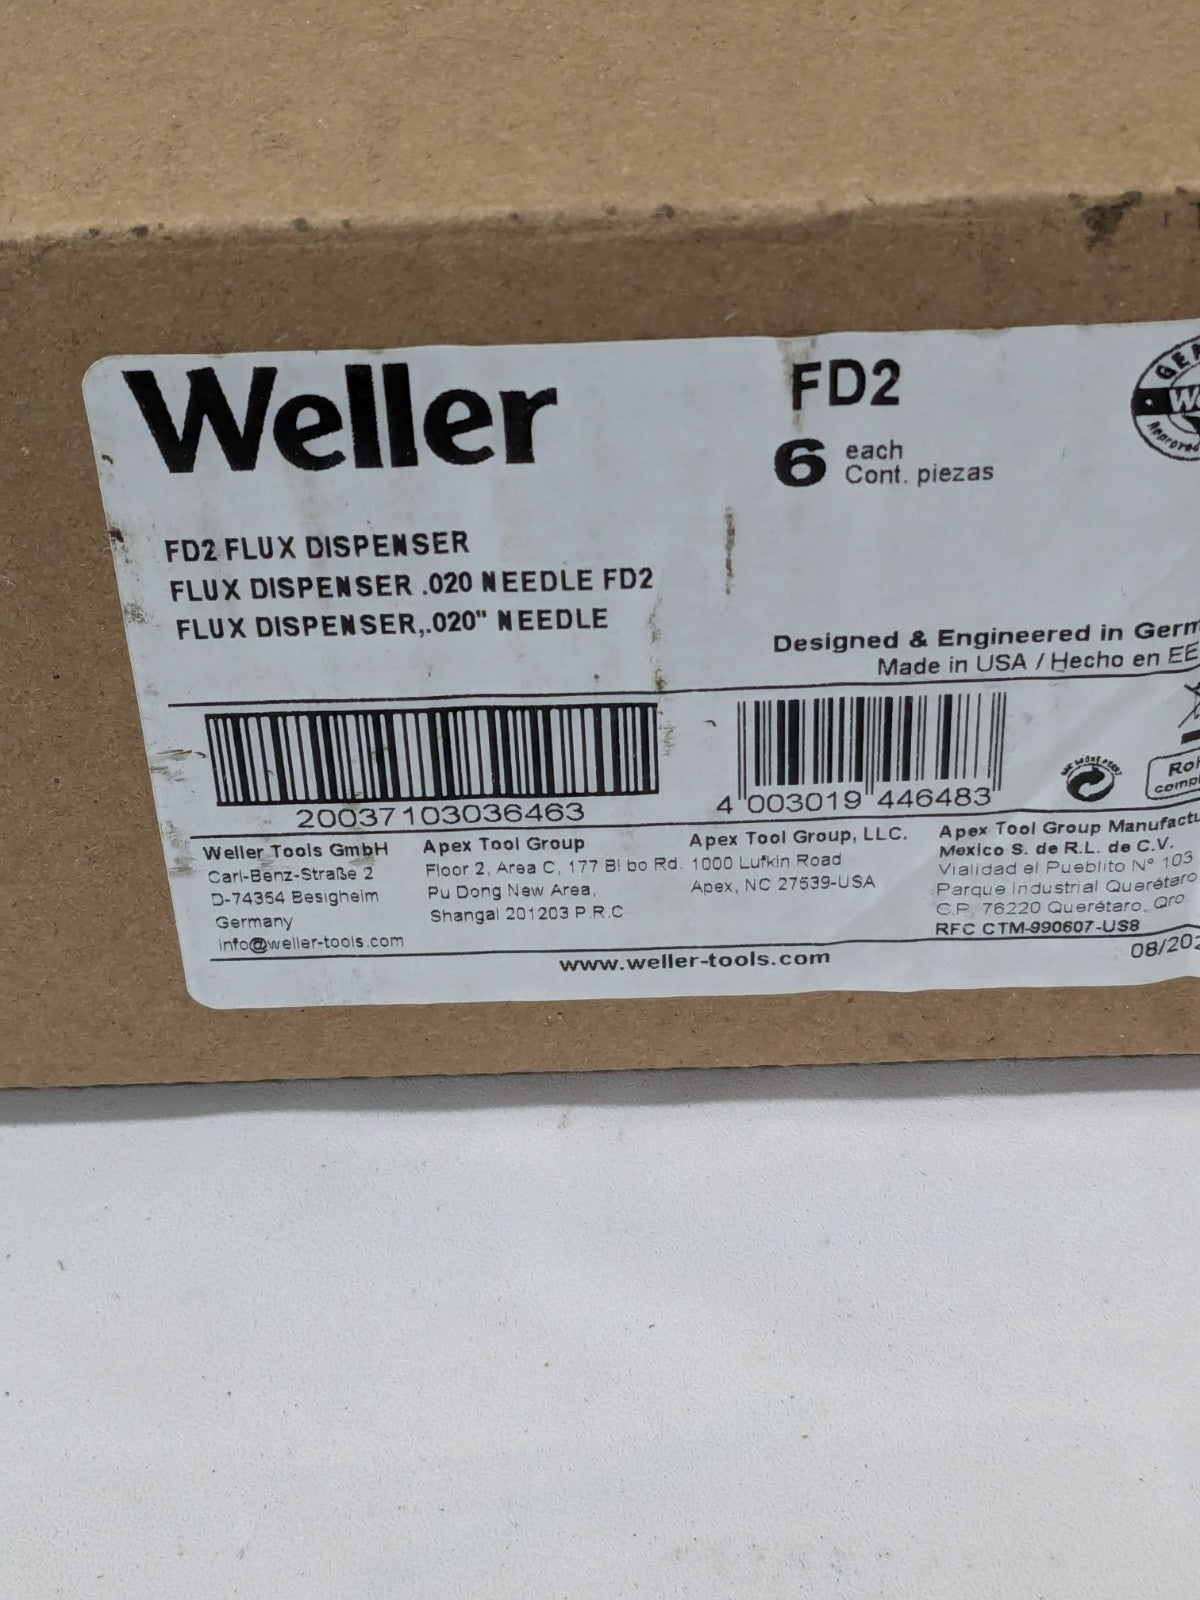 Weller
FD2
6 each
Cont. piezas
FD2 FLUX DISPENSER
FLUX DISPENSER .020 NEEDLE FD2
FLUX DISPENSER,.020" NEEDLE
Designed & Engineered in Germ
Made in USA / Hecho en EE
20037103036463
4 003019 446483
Weller Tools GmbH
Carl-Benz-Straße 2
D-74354 Besigheim
Germany
info@weller-tools.com
Apex Tool Group
Floor 2, Area C, 177 Bi bo Rd.
Pu Dong New Area,
Shangai 201203 P.R.C
Apex Tool Group, LLC.
1000 Lufkin Road
Apex, NC 27539-USA
Apex Tool Group Manufactu
Mexico S. de R.L. de C.V.
Vialidad el Pueblito N° 103
Parque Industrial Querétaro
C.P. 76220 Querétaro, Qro.
RFC CTM-990607-US8
www.weller-tools.com
08/202